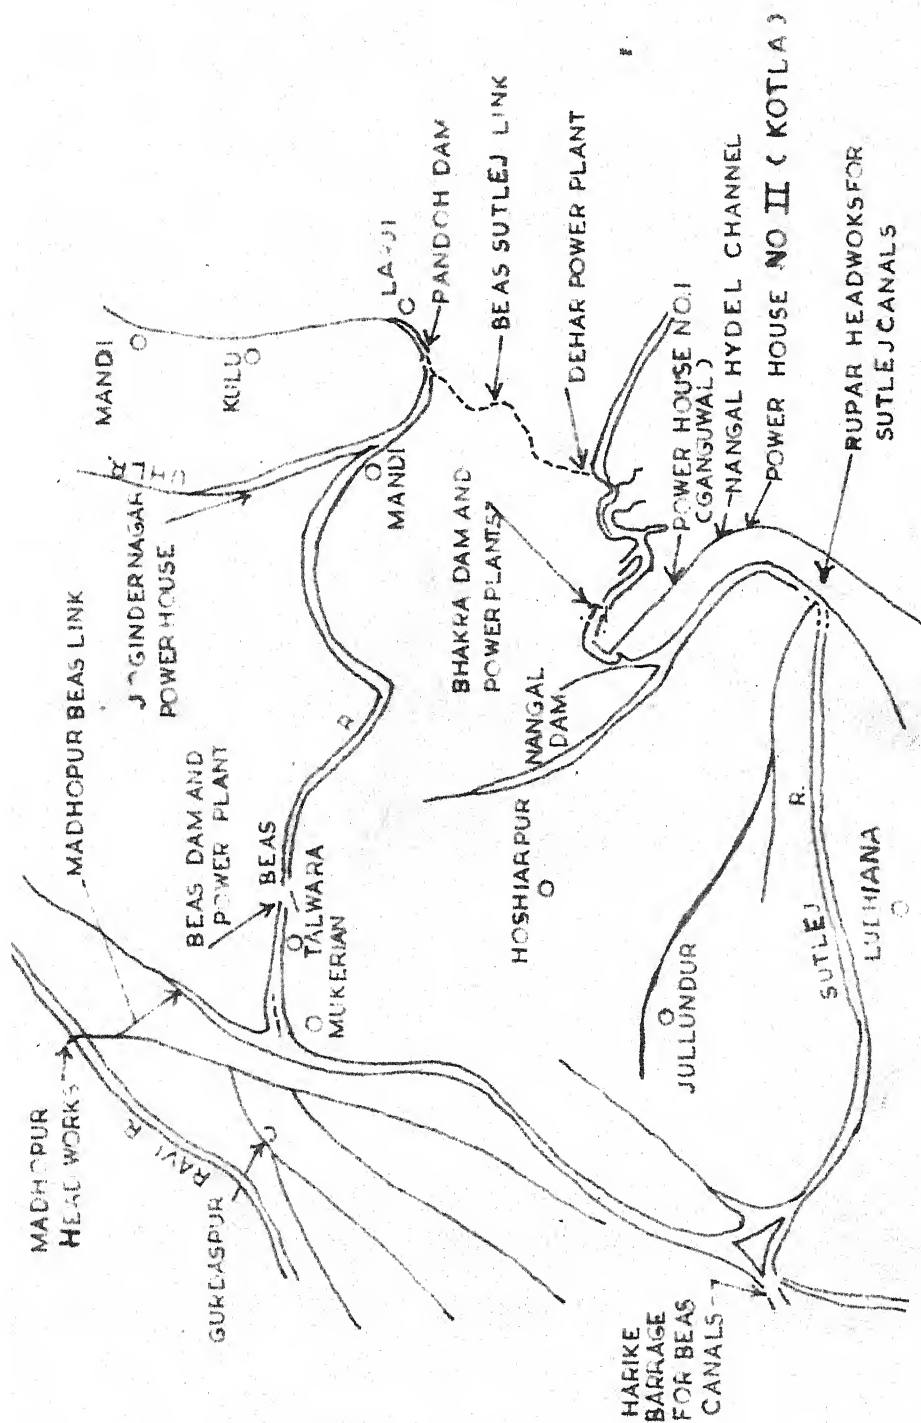 MADHOPUR
HEAD WORKS
RAVI R.
GURDASPUR
MADHOPUR BEAS LINK
JOGINDERNAGAR
POWER HOUSE
BEAS DAM AND
POWER PLANT
BEAS
R
TALWARA
MUKERIAN
MANDI
KULU
MANDI
LARJI
PANDOH DAM
BEAS SUTLEJ LINK
DEHAR POWER PLANT
BHAKRA DAM AND
POWER PLANTS
NANGAL
DAM
POWER HOUSE NO.I
(GANGUWAL)
NANGAL HYDEL CHANNEL
POWER HOUSE NO II ( KOTLA )
RUPAR HEADWOKS FOR
SUTLEJ CANALS
HOSHIARPUR
JULLUNDUR
SUTLEJ R.
LUDHIANA
HARIKE
BARRAGE
FOR BEAS
CANALS